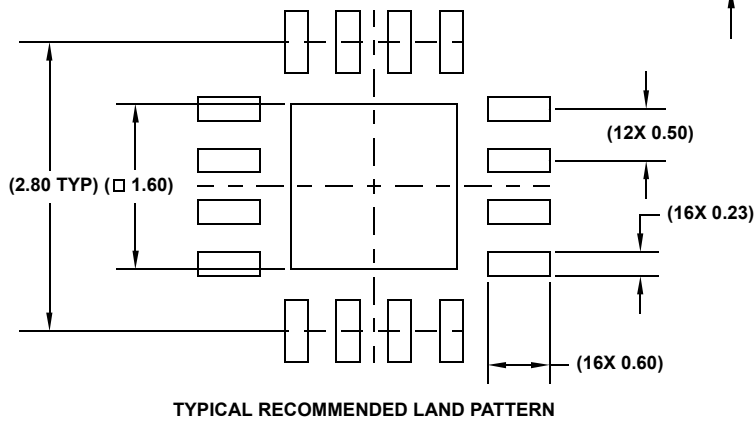 (12X 0.50)
(2.80 TYP) (□ 1.60)
(16X 0.23)
(16X 0.60)
TYPICAL RECOMMENDED LAND PATTERN